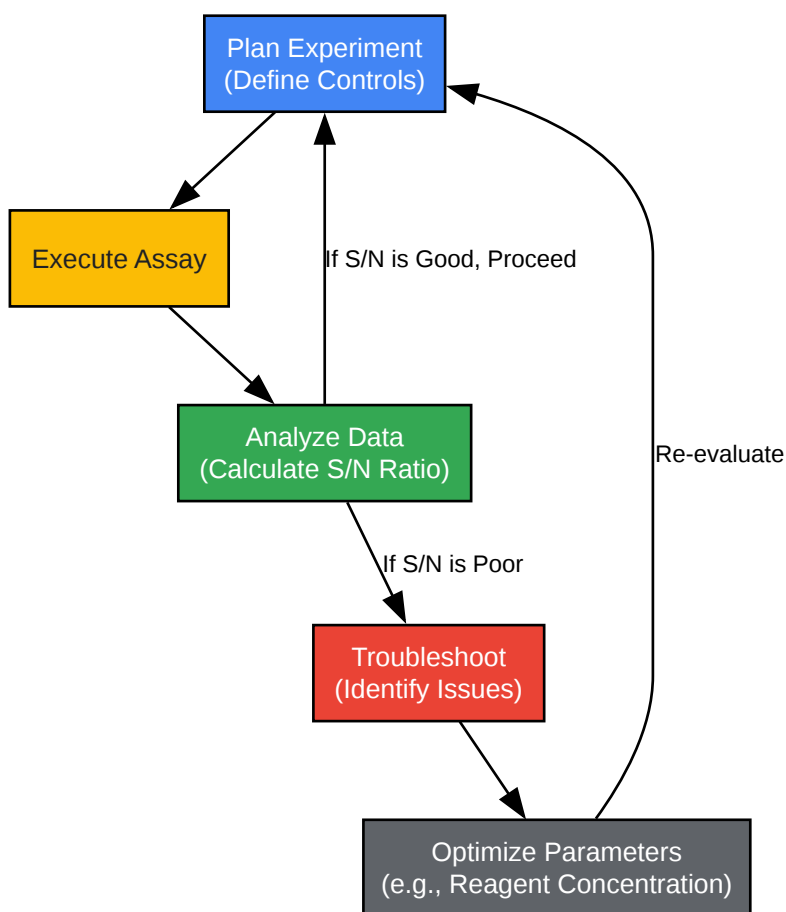 Plan Experiment
(Define Controls)
Execute Assay
If S/N is Good, Proceed
Analyze Data
(Calculate S/N Ratio)
Re-evaluate
If S/N is Poor
Troubleshoot
(Identify Issues)
Optimize Parameters
(e.g., Reagent Concentration)